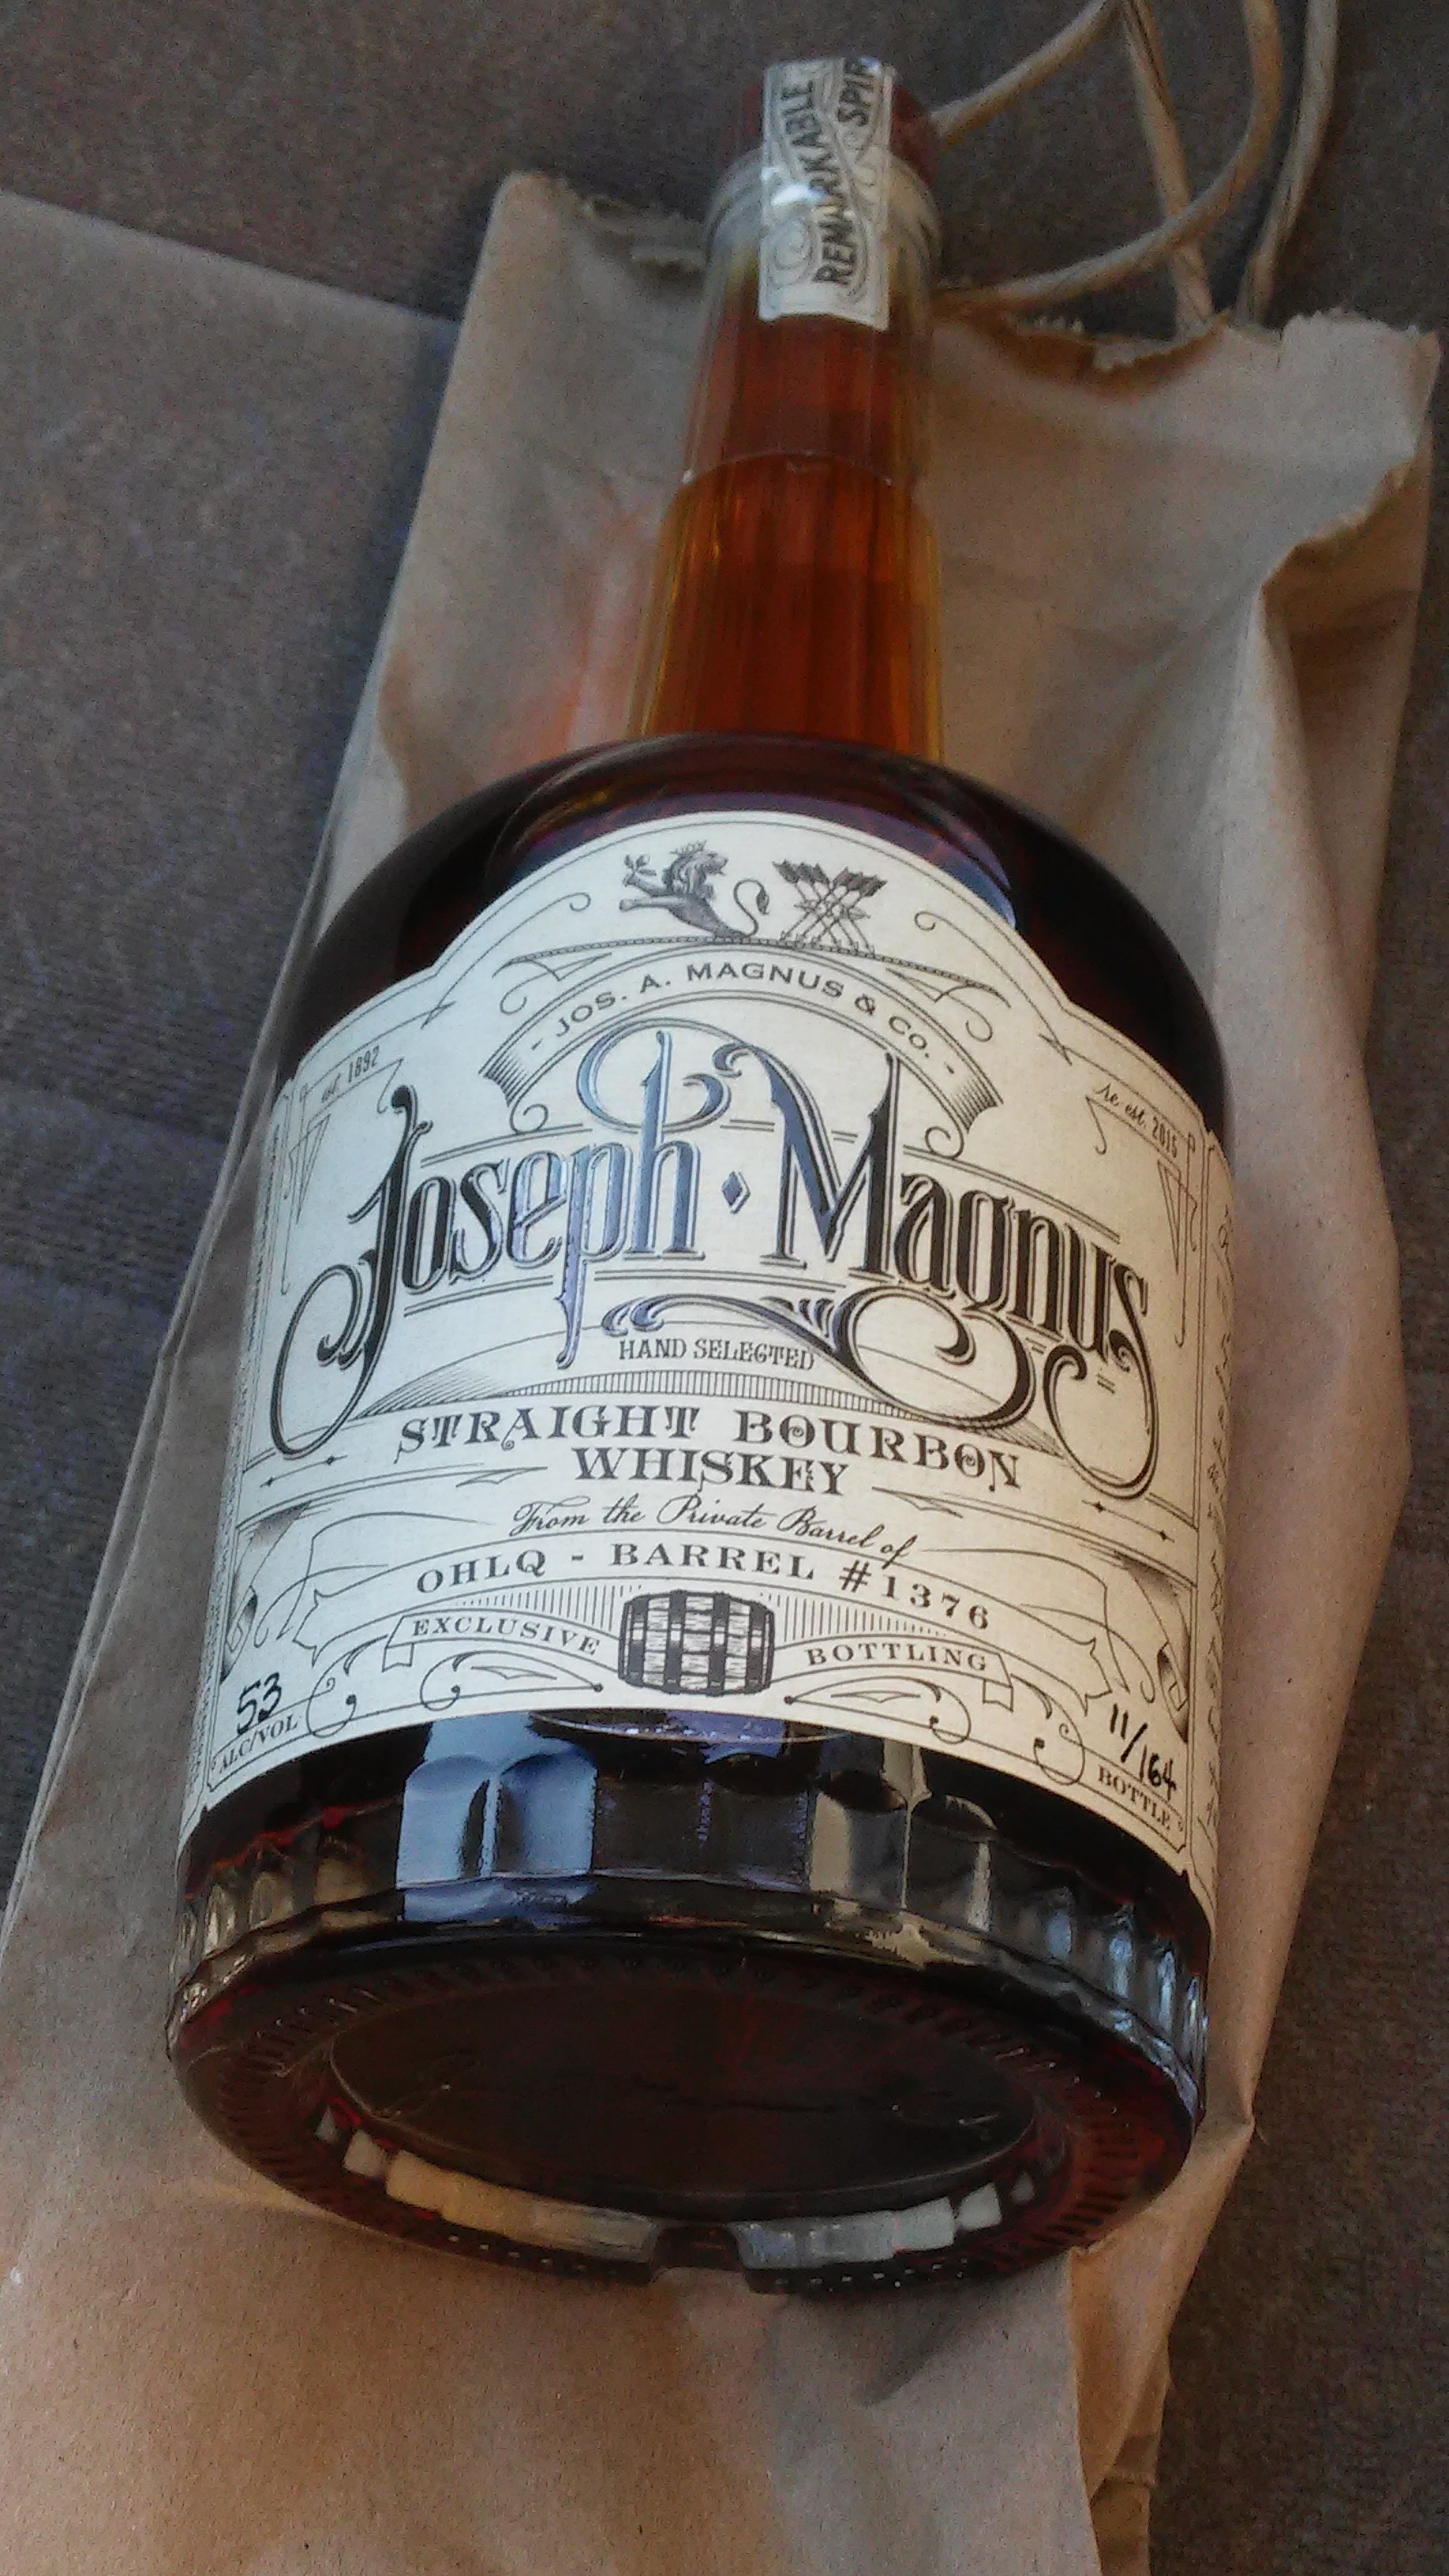 REMARKABLE
JOS. A. MAGNUS & CO.
est. 1892
re-est. 2015
Joseph Magnus
HAND SELECTED
STRAIGHT BOURBON
WHISKEY
From the Private Barrel of
OHLQ - BARREL #1376
EXCLUSIVE BOTTLING
53
ALC/VOL
11/164
BOTTLE